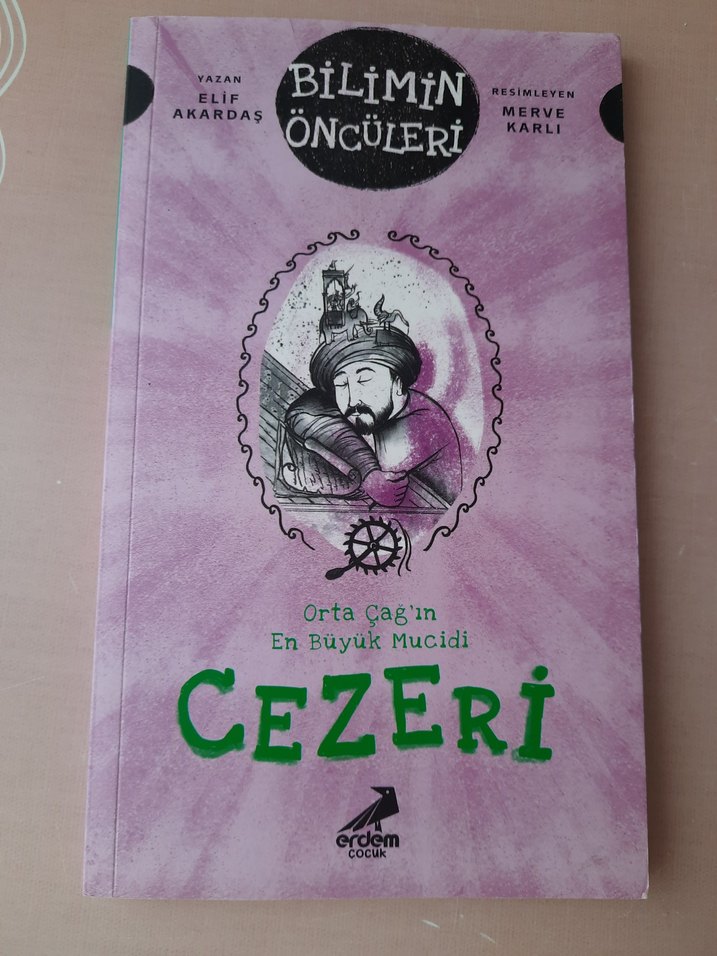 YAZAN
ELİF
AKARDAŞ
BİLİMİN
ÖNCÜLERİ
RESİMLEYEN
MERVE
KARLI
Orta Çağ'ın
En Büyük Mucidi
CEZERİ
erdem
çocuk